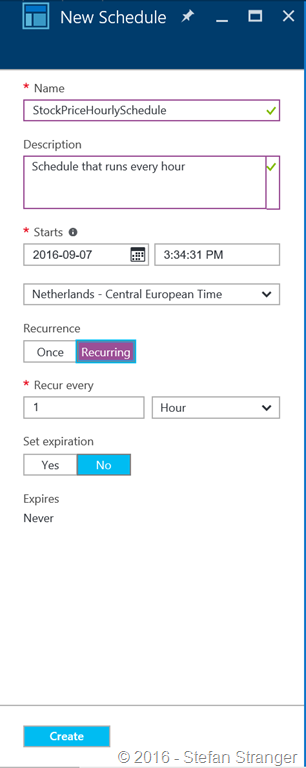 New Schedule
* Name
StockPriceHourlySchedule
Description
Schedule that runs every hour
* Starts
2016-09-07 3:34:31 PM
Netherlands - Central European Time
Recurrence
Once Recurring
* Recur every
1 Hour
Set expiration
Yes No
Expires
Never
Create
© 2016 - Stefan Stranger